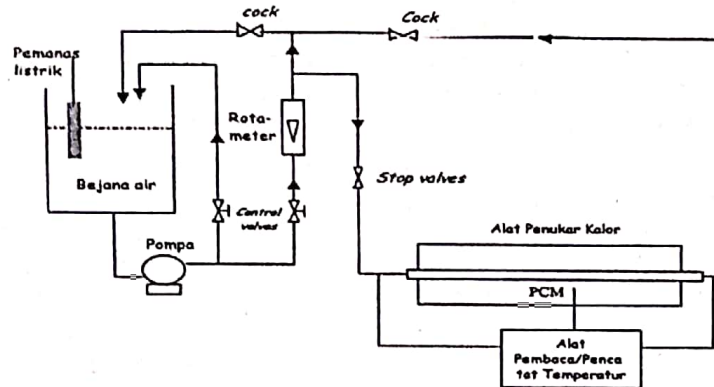 cock
Cock
Pemanas
listrik
Rota-
meter
Bejana air
Control
valves
Stop valves
Pompa
Alat Penukar Kalor
PCM
Alat
Pembaca/Penca
tat Temperatur